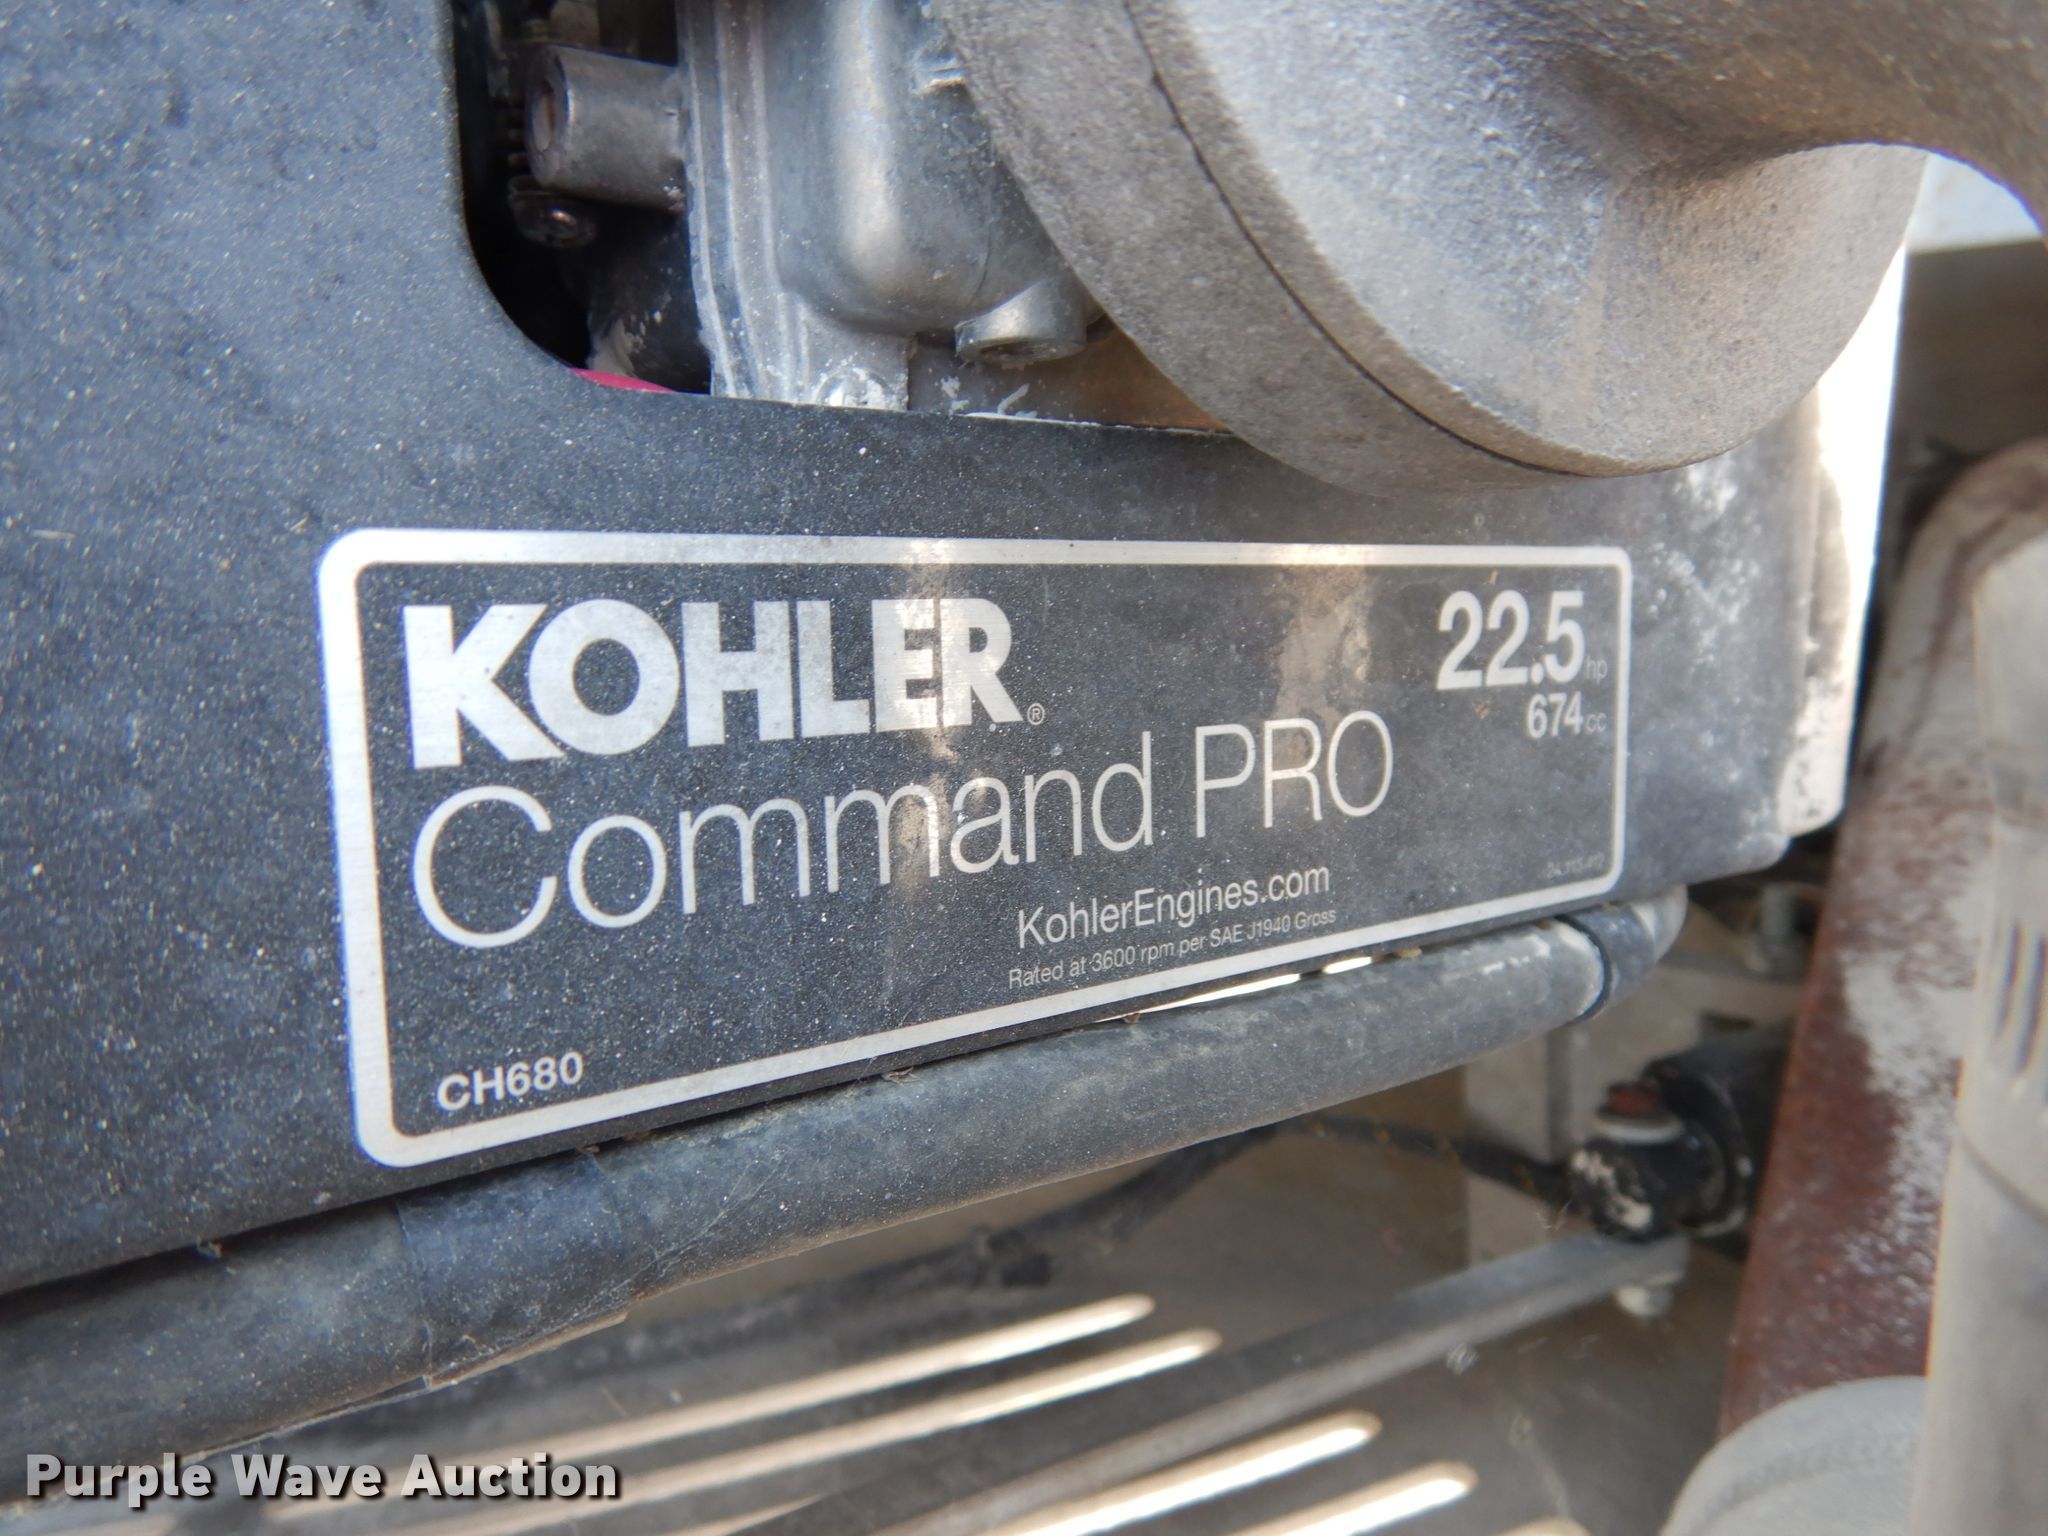 KOHLER®
22.5 hp
674 cc
Command PRO
KohlerEngines.com
Rated at 3600 rpm per SAE J1940 Gross
CH680
Purple Wave Auction